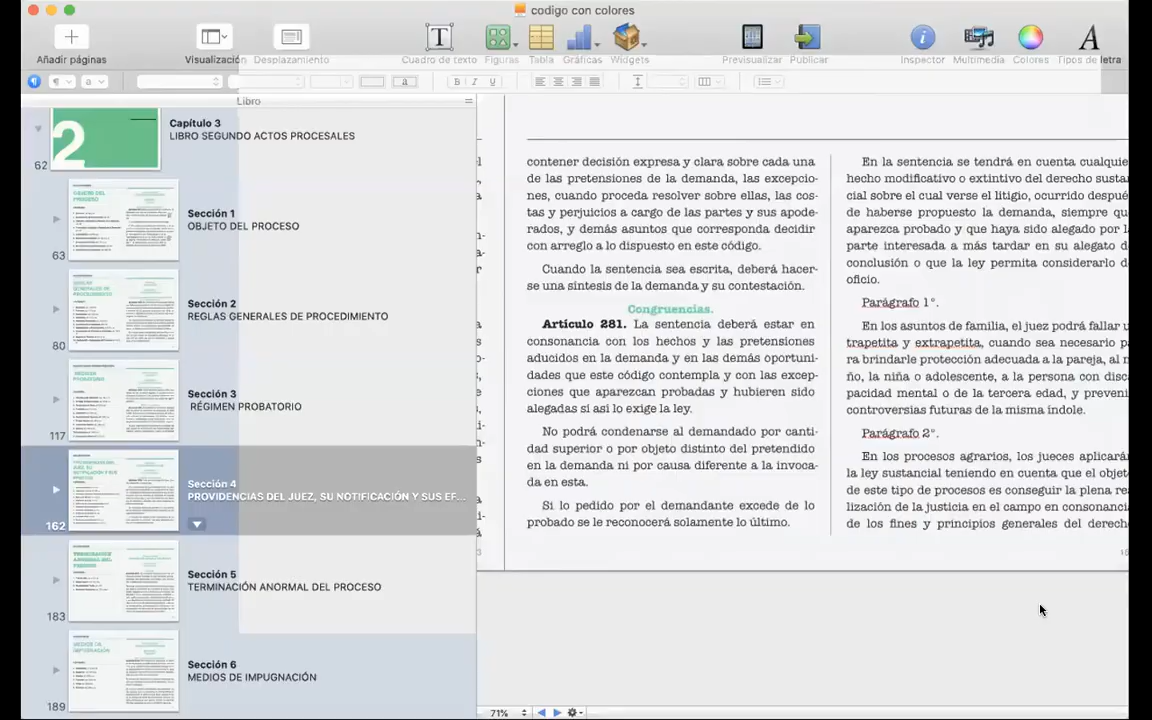 codigo con colores
Añadir páginas
Visualización
Desplazamiento
Cuadro de texto
Figuras
Tabla
Gráficas
Widgets
Previsualizar
Publicar
Inspector
Multimedia
Colores
Tipos de letra
Libro
2
62
Capítulo 3
LIBRO SEGUNDO ACTOS PROCESALES
63
Sección 1
OBJETO DEL PROCESO
80
Sección 2
REGLAS GENERALES DE PROCEDIMIENTO
117
Sección 3
RÉGIMEN PROBATORIO
162
Sección 4
PROVIDENCIAS DEL JUEZ, SU NOTIFICACIÓN Y SUS EF...
183
Sección 5
TERMINACIÓN ANORMAL DEL PROCESO
189
Sección 6
MEDIOS DE IMPUGNACIÓN
contener decisión expresa y clara sobre cada una
de las pretensiones de la demanda, las excepcio-
nes, cuando proceda resolver sobre ellas, las cos-
tas y perjuicios a cargo de las partes y sus apode-
rados, y demás asuntos que corresponda decidir
con arreglo a lo dispuesto en este código.
Cuando la sentencia sea escrita, deberá hacer-
se una síntesis de la demanda y su contestación.
Congruencias.
Artículo 281. La sentencia deberá estar en
consonancia con los hechos y las pretensiones
aducidos en la demanda y en las demás oportuni-
dades que este código contempla y con las excep-
ciones que aparezcan probadas y hubieren sido
alegadas si así lo exige la ley.
No podrá condenarse al demandado por canti-
dad superior o por objeto distinto del pretendido
en la demanda ni por causa diferente a la invoca-
da en esta.
Si lo pedido por el demandante excede de lo
probado se le reconocerá solamente lo último.
En la sentencia se tendrá en cuenta cualquie
hecho modificativo o extintivo del derecho sustan
cial sobre el cual verse el litigio, ocurrido despué
de haberse propuesto la demanda, siempre qu
aparezca probado y que haya sido alegado por l
parte interesada a más tardar en su alegato d
conclusión o que la ley permita considerarlo d
oficio.
Parágrafo 1°.
En los asuntos de familia, el juez podrá fallar u
trapetita y extrapetita, cuando sea necesario pa
ra brindarle protección adecuada a la pareja, al n
ño, la niña o adolescente, a la persona con disca
pacidad mental o de la tercera edad, y preveni
controversias futuras de la misma índole.
Parágrafo 2°.
En los procesos agrarios, los jueces aplicará
la ley sustancial teniendo en cuenta que el objet
de este tipo de procesos es conseguir la plena rea
lización de la justicia en el campo en consonanc
de los fines y principios generales del derech
71%